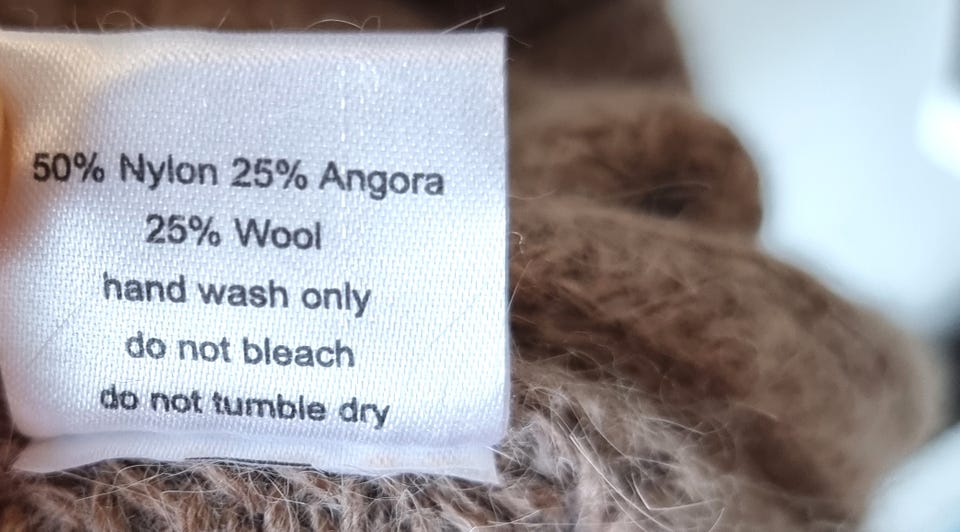 50% Nylon 25% Angora
25% Wool
hand wash only
do not bleach
do not tumble dry